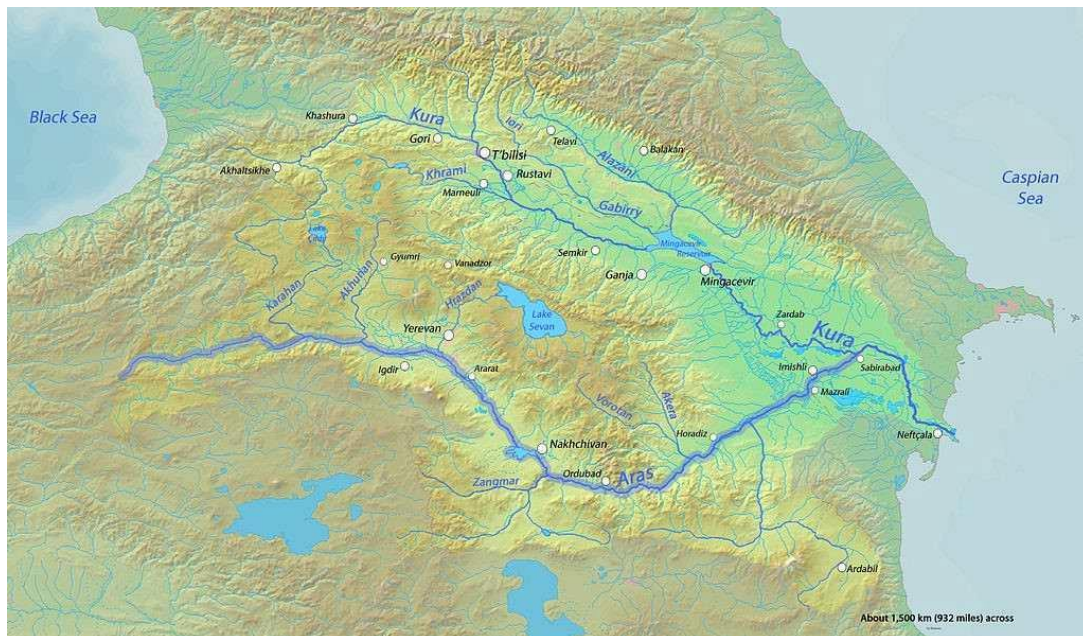 Black Sea
Khashura
Kura
Gori
Iori
Telavi
T'bilisi
Balakan
Alazani
Akhaltsikhe
Khrami
Rustavi
Marneuli
Gabirry
Caspian
Sea
Lake
Mingacevir
Reservoir
Semkir
Gyumri
Vanadzor
Ganja
Mingacevir
Karahan
Akhurian
Hrazdan
Lake
Sevan
Zardab
Kura
Yerevan
Igdir
Ararat
Imishli
Sabirabad
Mazrali
Vorotan
Akera
Horadiz
Neftçala
Nakhchivan
Zangmar
Ordubad
Aras
Ardabil
About 1,500 km (932 miles) across